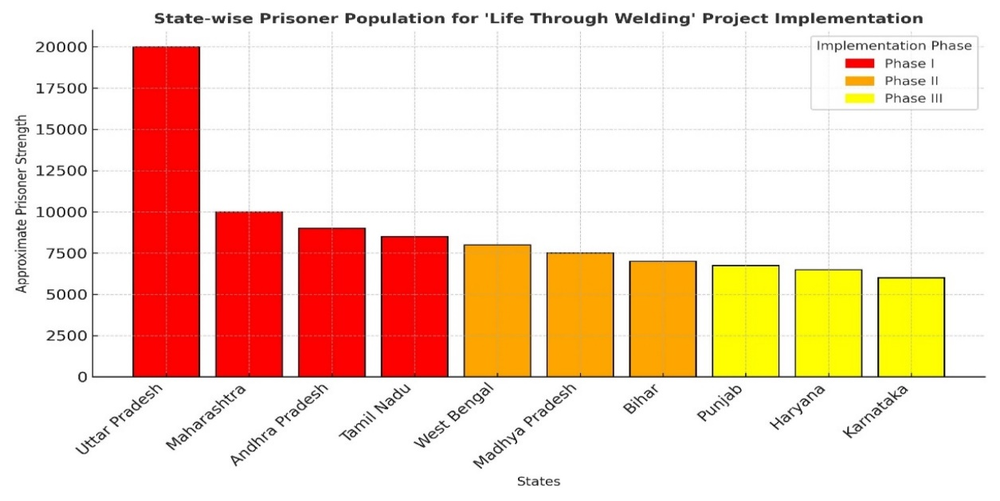 State-wise Prisoner Population for 'Life Through Welding' Project Implementation
Implementation Phase
Phase I
Phase II
Phase III
Approximate Prisoner Strength
20000
17500
15000
12500
10000
7500
5000
2500
0
Uttar Pradesh
Maharashtra
Andhra Pradesh
Tamil Nadu
West Bengal
Madhya Pradesh
Bihar
Punjab
Haryana
Karnataka
States